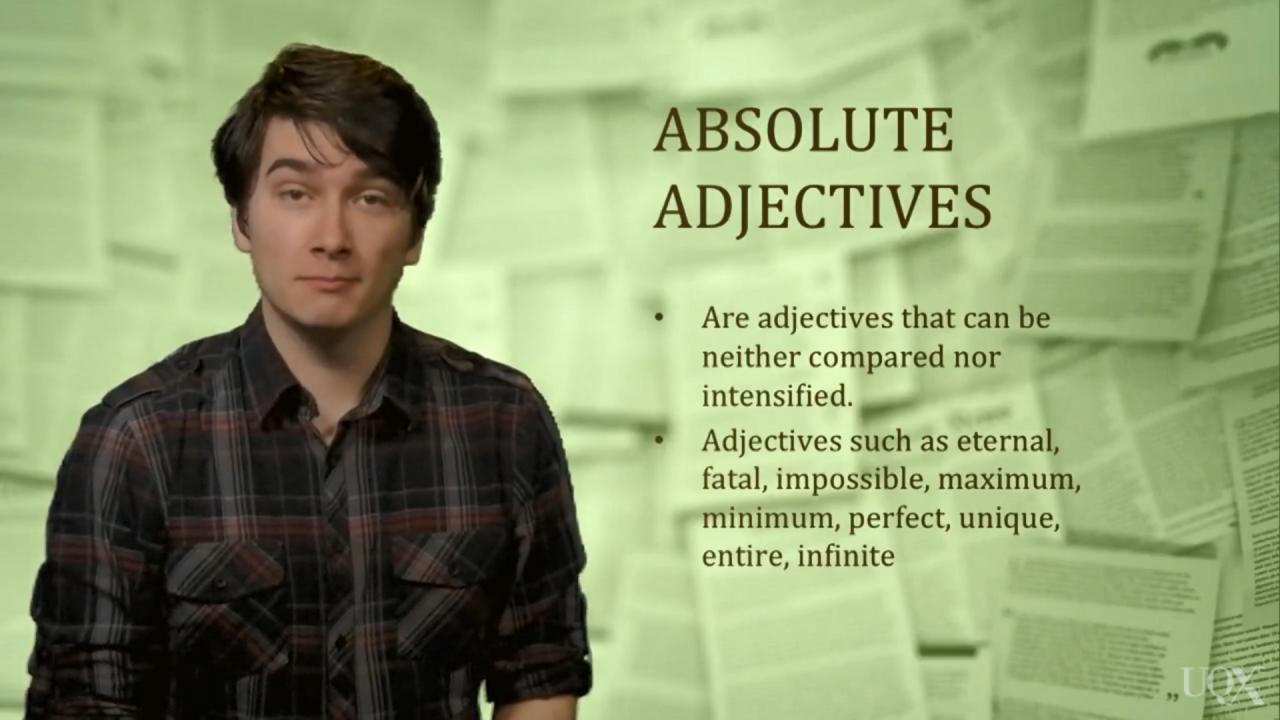 ABSOLUTE
ADJECTIVES
• Are adjectives that can be
neither compared nor
intensified.
• Adjectives such as eternal,
fatal, impossible, maximum,
minimum, perfect, unique,
entire, infinite
UQX